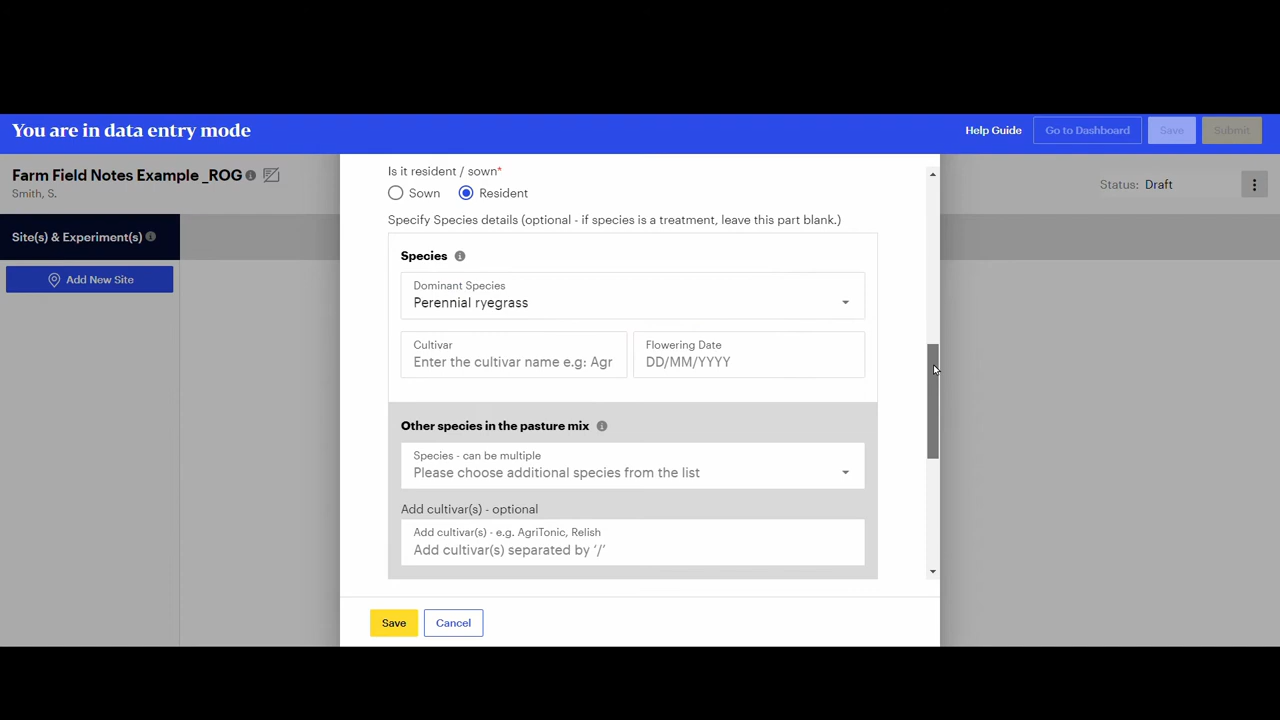 You are in data entry mode
Help Guide
Go to Dashboard
Save
Submit
Farm Field Notes Example _ROG
Smith, S.
Status: Draft
Site(s) & Experiment(s)
Add New Site
Is it resident / sown*
Sown
Resident
Specify Species details (optional - if species is a treatment, leave this part blank.)
Species
Dominant Species
Perennial ryegrass
Cultivar
Enter the cultivar name e.g: Agr
Flowering Date
DD/MM/YYYY
Other species in the pasture mix
Species - can be multiple
Please choose additional species from the list
Add cultivar(s) - optional
Add cultivar(s) - e.g. AgriTonic, Relish
Add cultivar(s) separated by ‘/’
Save
Cancel